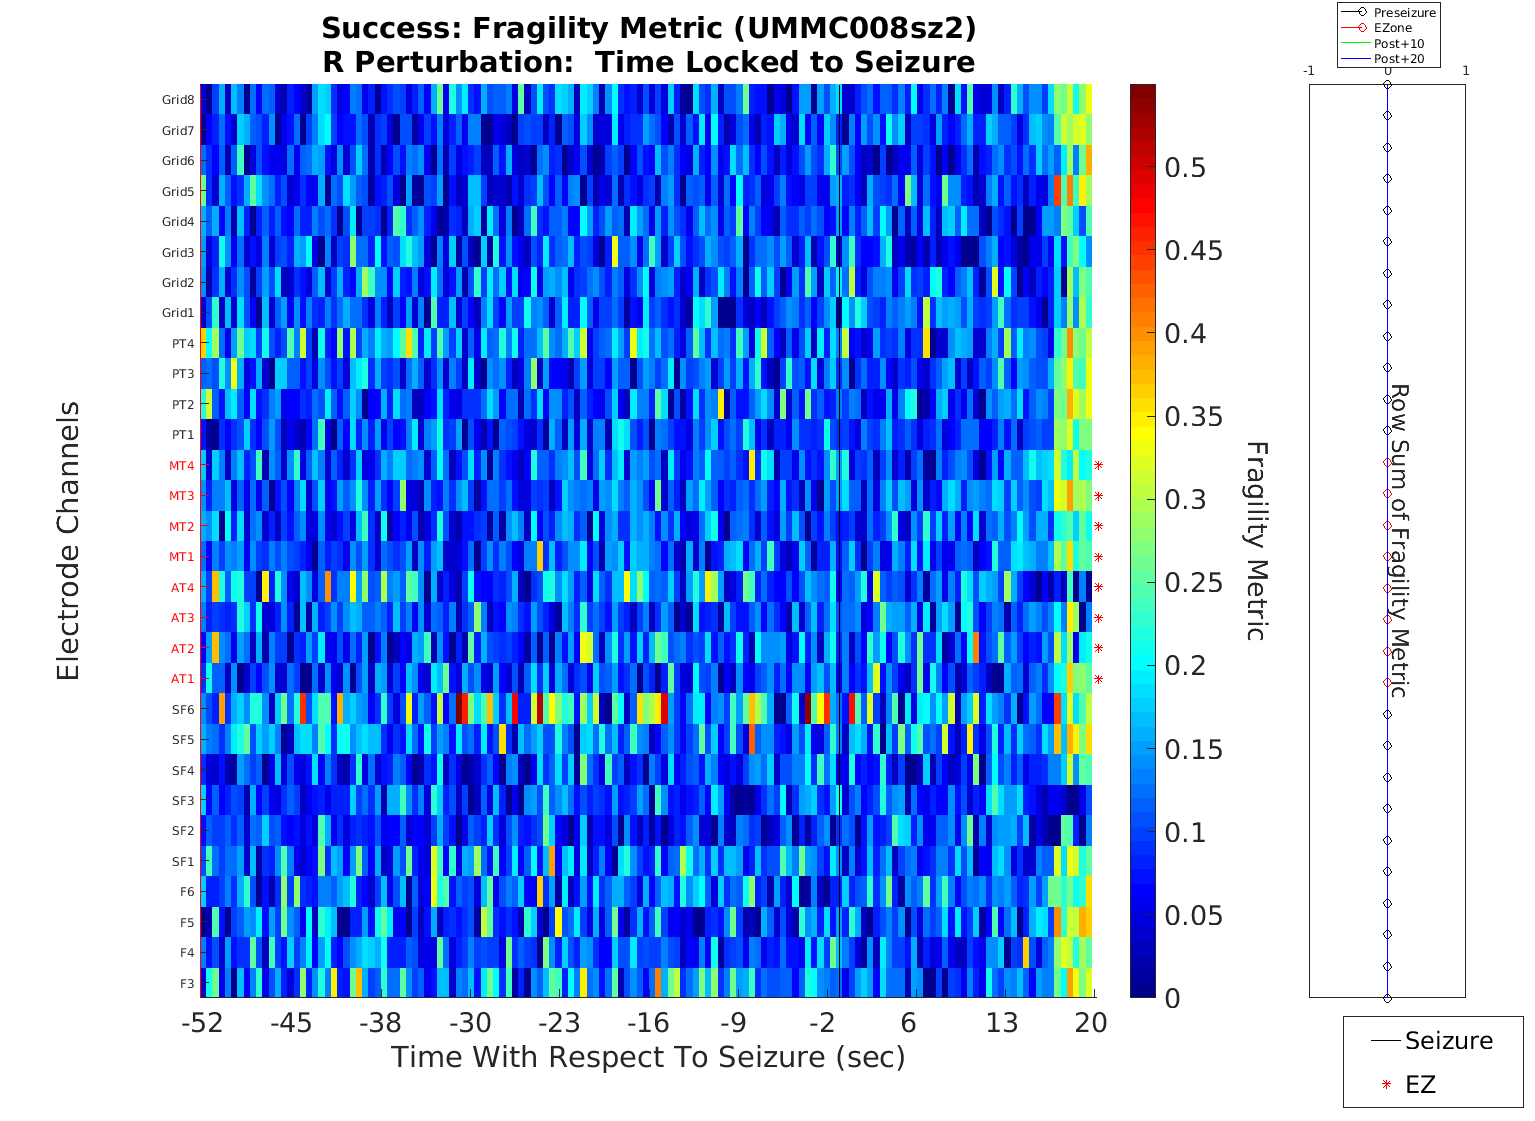 Success: Fragility Metric (UMMC008sz2)
R Perturbation:  Time Locked to Seizure
Electrode Channels
Grid8
Grid7
Grid6
Grid5
Grid4
Grid3
Grid2
Grid1
PT4
PT3
PT2
PT1
MT4
MT3
MT2
MT1
AT4
AT3
AT2
AT1
SF6
SF5
SF4
SF3
SF2
SF1
F6
F5
F4
F3
-52 -45 -38 -30 -23 -16 -9 -2 6 13 20
Time With Respect To Seizure (sec)
0.5
0.45
0.4
0.35
0.3
0.25
0.2
0.15
0.1
0.05
0
Fragility Metric
Preseizure
EZone
Post+10
Post+20
-1 0 1
Row Sum of Fragility Metric
Seizure
EZ